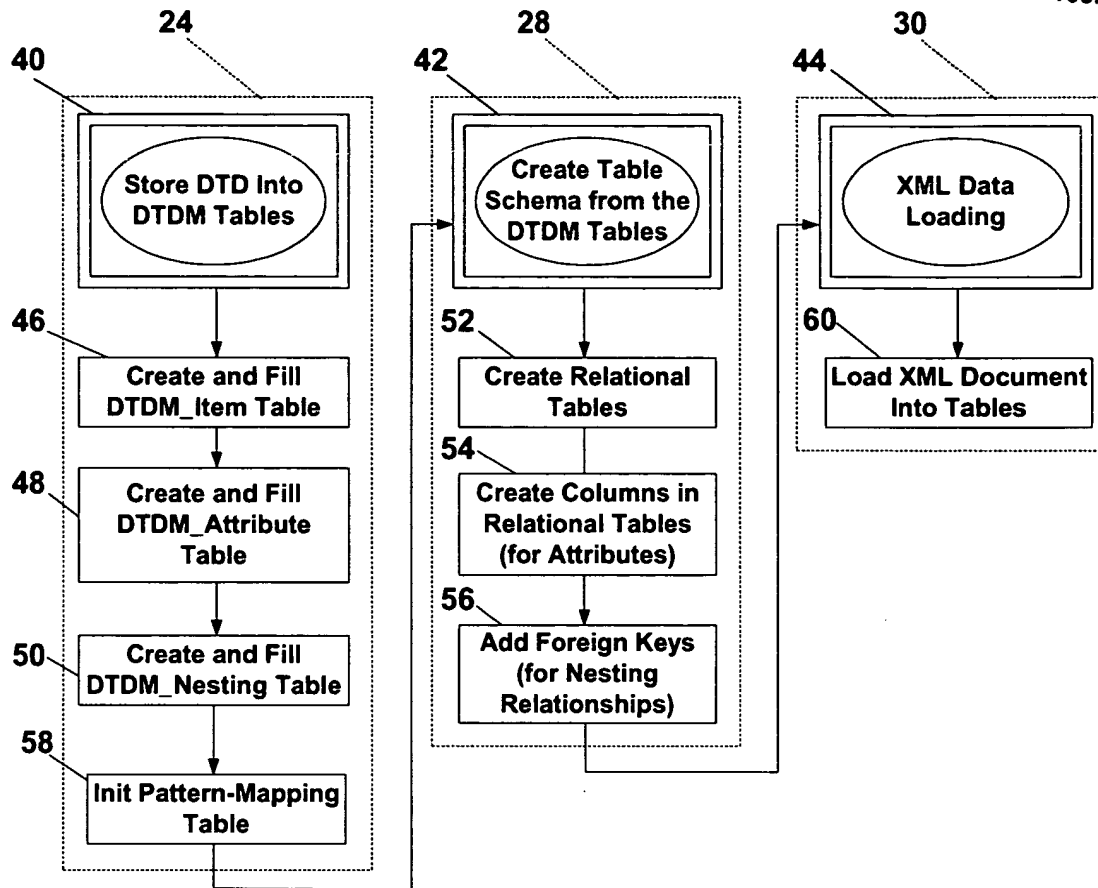 24
40
Store DTD Into
DTDM Tables
46
Create and Fill
DTDM_Item Table
48
Create and Fill
DTDM_Attribute
Table
50
Create and Fill
DTDM_Nesting Table
58
Init Pattern-Mapping
Table
28
42
Create Table
Schema from the
DTDM Tables
52
Create Relational
Tables
54
Create Columns in
Relational Tables
(for Attributes)
56
Add Foreign Keys
(for Nesting
Relationships)
30
44
XML Data
Loading
60
Load XML Document
Into Tables